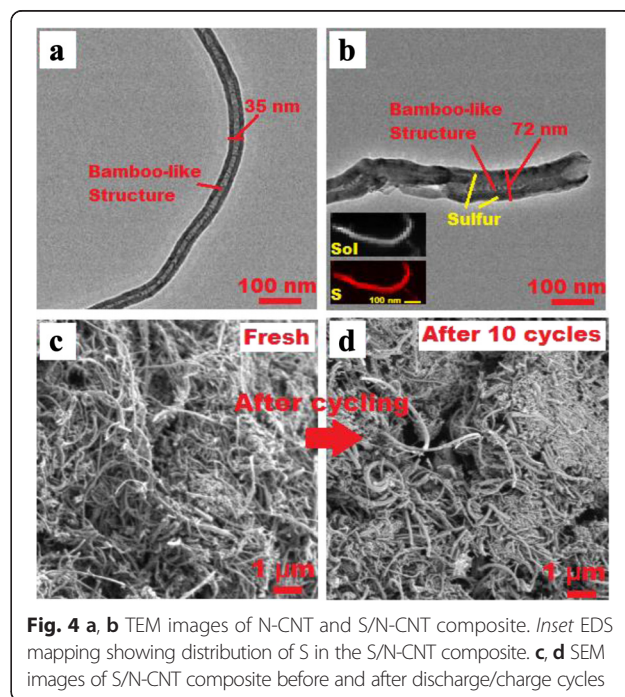 a
35 nm
Bamboo-like
Structure
100 nm
b
Bamboo-like
Structure
72 nm
Sulfur
Sol
S
100 nm
100 nm
c
Fresh
1 µm
After cycling
d
After 10 cycles
1 µm
Fig. 4 a, b TEM images of N-CNT and S/N-CNT composite. Inset EDS
mapping showing distribution of S in the S/N-CNT composite. c, d SEM
images of S/N-CNT composite before and after discharge/charge cycles